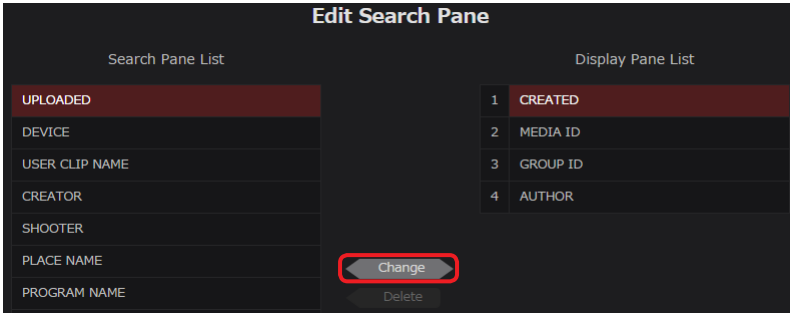 Edit Search Pane
Search Pane List
Display Pane List
UPLOADED
DEVICE
USER CLIP NAME
CREATOR
SHOOTER
PLACE NAME
PROGRAM NAME
Change
Delete
1 CREATED
2 MEDIA ID
3 GROUP ID
4 AUTHOR